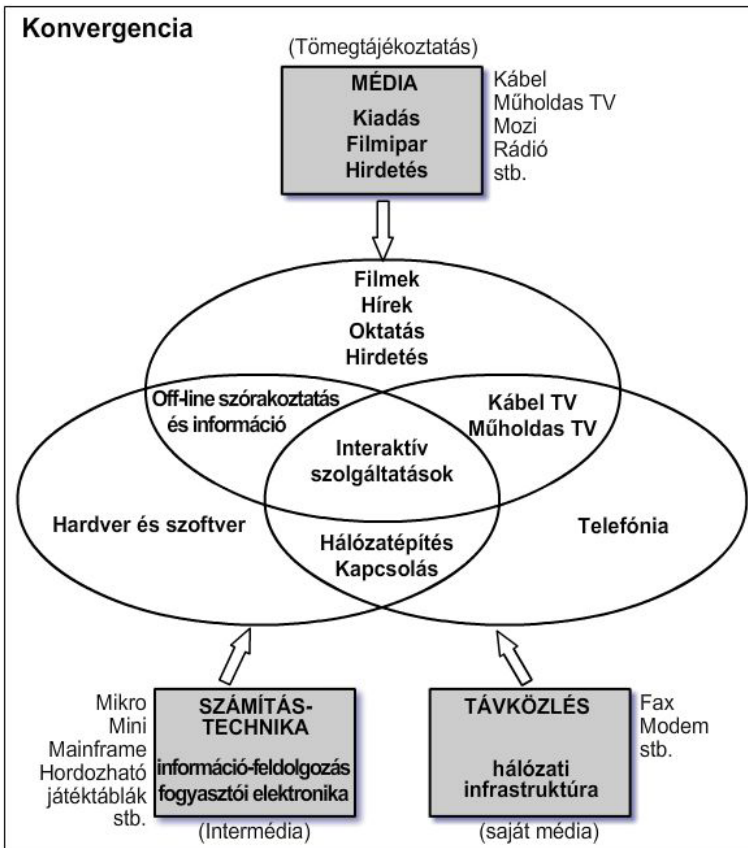 Konvergencia
(Tömegtájékoztatás)
MÉDIA
Kiadás
Filmipar
Hirdetés
Kábel
Műholdas TV
Mozi
Rádió
stb.
Filmek
Hírek
Oktatás
Hirdetés
Off-line szórakoztatás
és információ
Kábel TV
Műholdas TV
Interaktív
szolgáltatások
Hardver és szoftver
Telefónia
Hálózatépítés
Kapcsolás
Mikro
Mini
Mainframe
Hordozható
játéktáblák
stb.
SZÁMÍTÁS-
TECHNIKA
információ-feldolgozás
fogyasztói elektronika
(Intermédia)
TÁVKÖZLÉS
hálózati
infrastruktúra
(saját média)
Fax
Modem
stb.